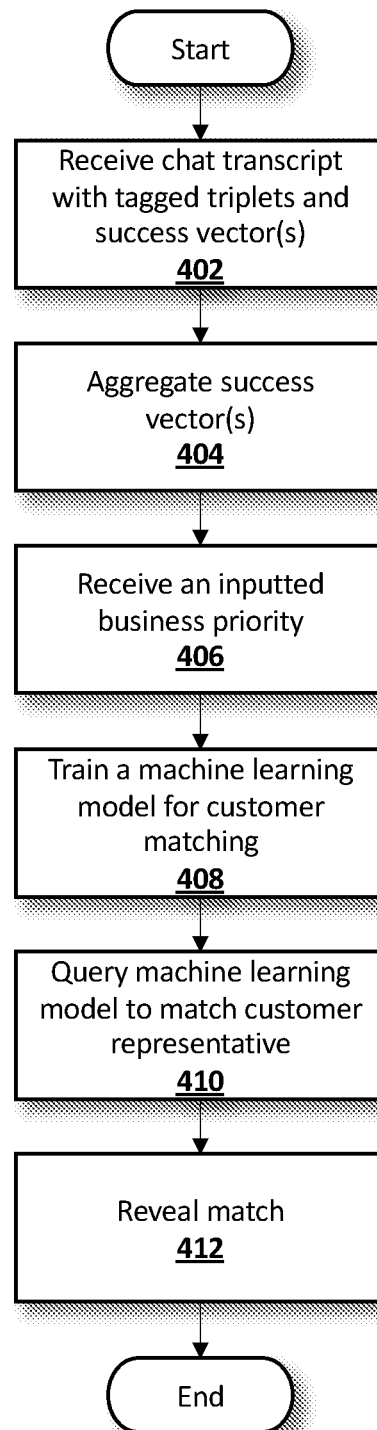 Start
Receive chat transcript
with tagged triplets and
success vector(s)
402
Aggregate success
vector(s)
404
Receive an inputted
business priority
406
Train a machine learning
model for customer
matching
408
Query machine learning
model to match customer
representative
410
Reveal match
412
End